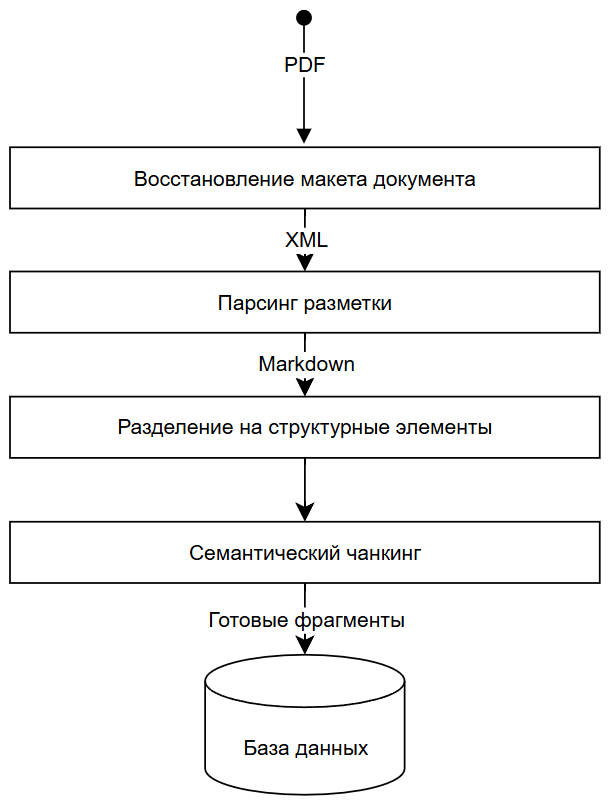 PDF
Восстановление макета документа
XML
Парсинг разметки
Markdown
Разделение на структурные элементы
Семантический чанкинг
Готовые фрагменты
База данных